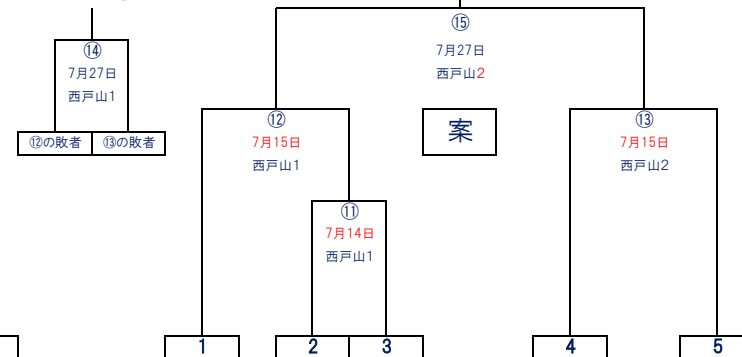 ⑮
7月27日
西戸山2
⑭
7月27日
西戸山1
⑫の敗者 ⑬の敗者
⑫
7月15日
西戸山1
案
⑬
7月15日
西戸山2
⑪
7月14日
西戸山1
1 2 3 4 5